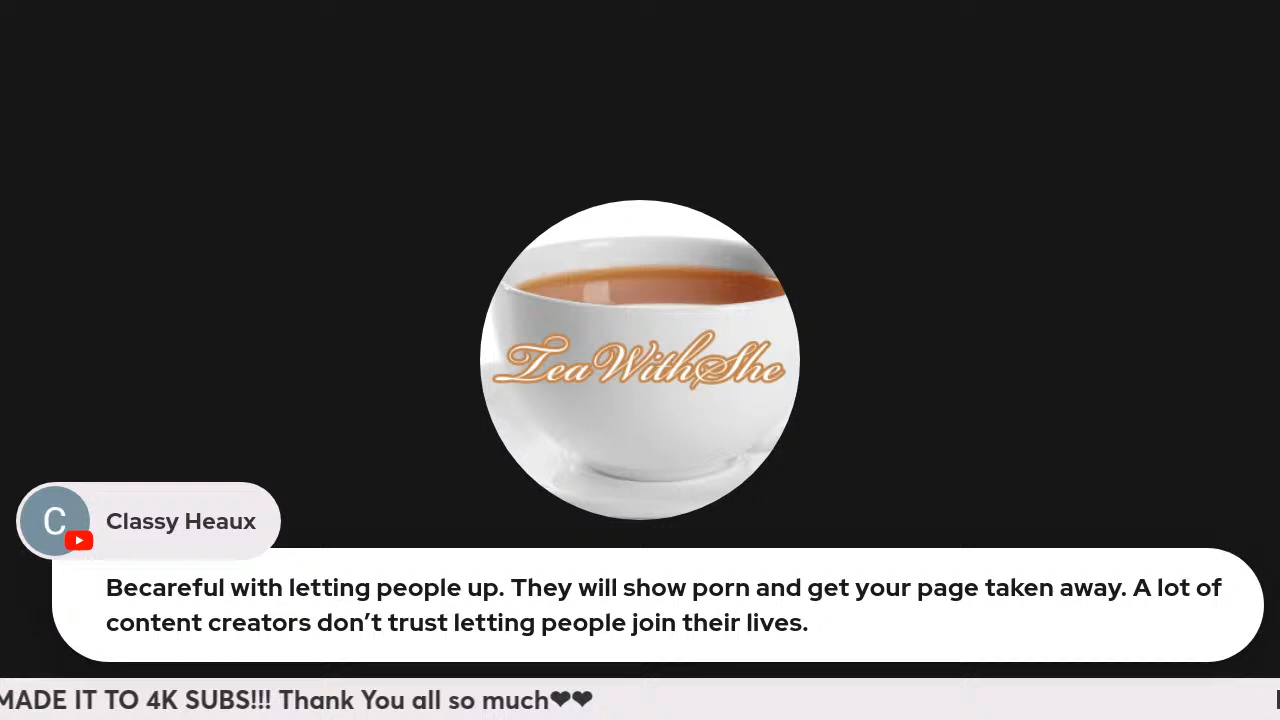 TeaWithShe
C
Classy Heaux
Becareful with letting people up. They will show porn and get your page taken away. A lot of
content creators don’t trust letting people join their lives.
MADE IT TO 4K SUBS!!! Thank You all so much❤❤